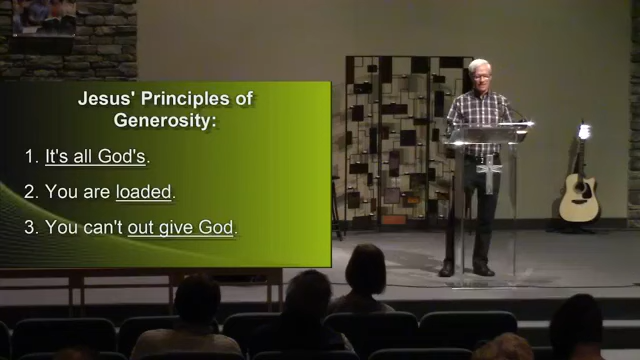 Jesus' Principles of
Generosity:
1. It's all God's.
2. You are loaded.
3. You can't out give God.